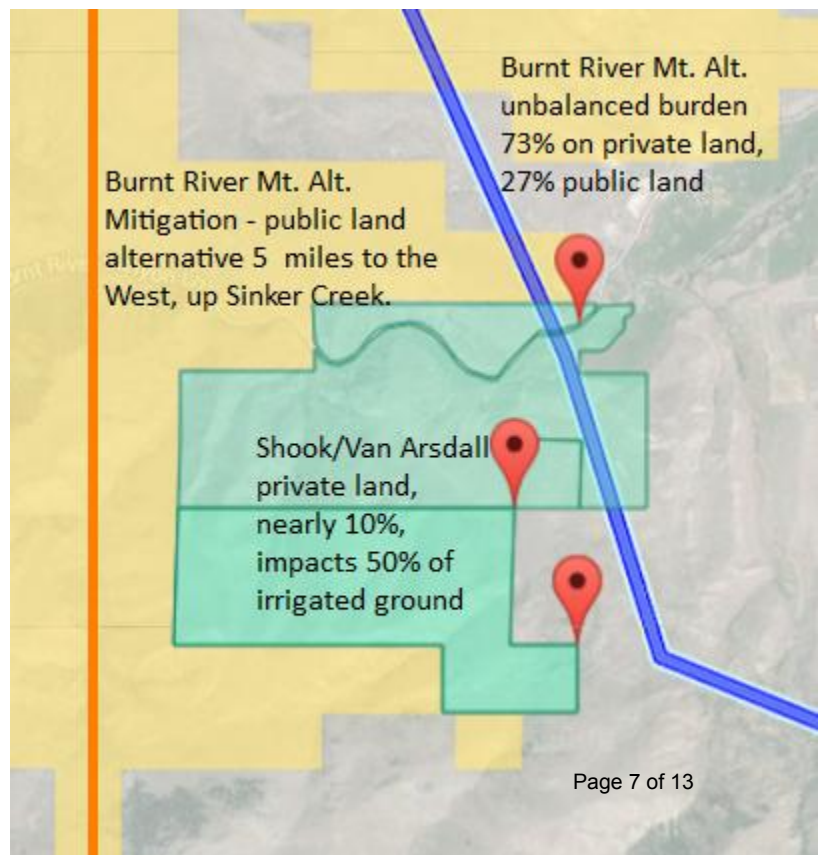 Burnt River Mt. Alt.
unbalanced burden
73% on private land,
27% public land
Burnt River Mt. Alt.
Mitigation - public land
alternative 5 miles to the
West, up Sinker Creek.
Shook/Van Arsdall
private land,
nearly 10%,
impacts 50% of
irrigated ground
Page 7 of 13